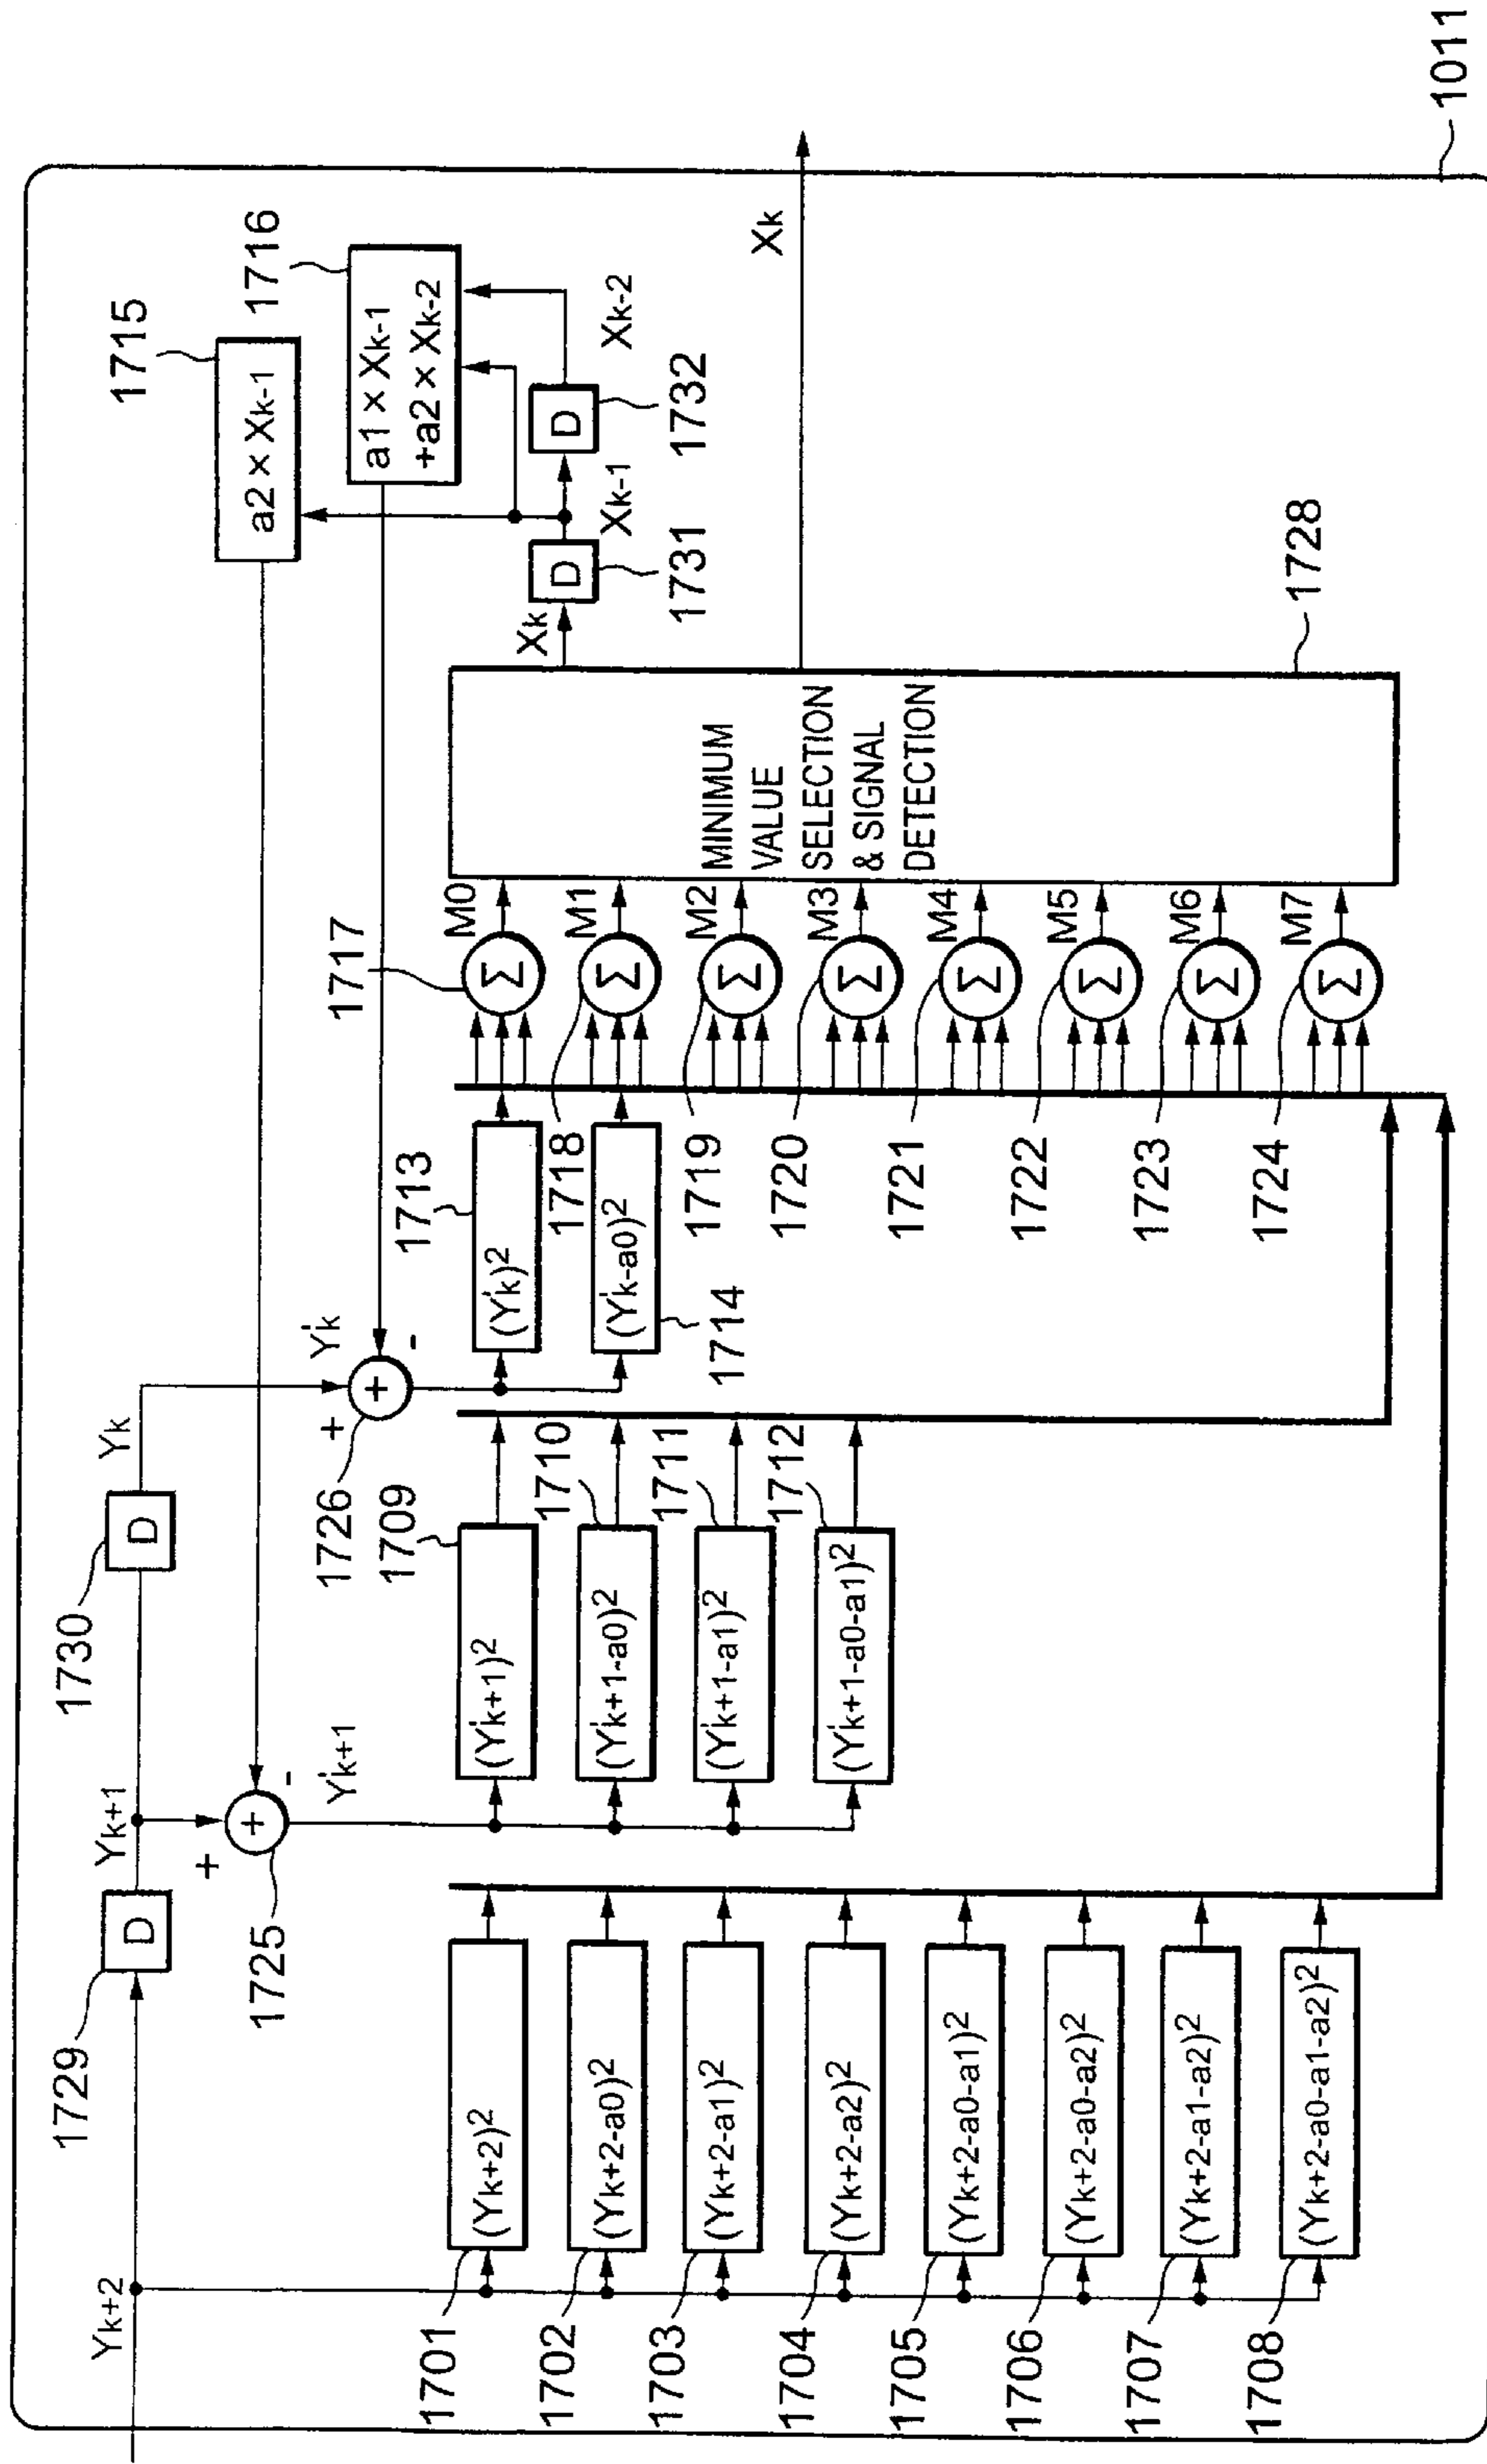 Yk+2
1729
D
Yk+1
1730
D
Yk
1715
a2 × Xk-1
1716
a1 × Xk-1
+a2 × Xk-2
+
-
+
1725
Y'k+1
+
-
+
1726
Y'k
1717
Xk
D
1731
Xk-1
D
1732
Xk-2
1701
(Yk+2)2
1702
(Yk+2-a0)2
1703
(Yk+2-a1)2
1704
(Yk+2-a2)2
1705
(Yk+2-a0-a1)2
1706
(Yk+2-a0-a2)2
1707
(Yk+2-a1-a2)2
1708
(Yk+2-a0-a1-a2)2
1709
(Y'k+1)2
1710
(Y'k+1-a0)2
1711
(Y'k+1-a1)2
1712
(Y'k+1-a0-a1)2
1713
(Y'k)2
1714
(Y'k-a0)2
Σ
M0
1718
Σ
M1
1719
Σ
M2
1720
Σ
M3
1721
Σ
M4
1722
Σ
M5
1723
Σ
M6
1724
Σ
M7
MINIMUM
VALUE
SELECTION
& SIGNAL
DETECTION
1728
Xk
1011